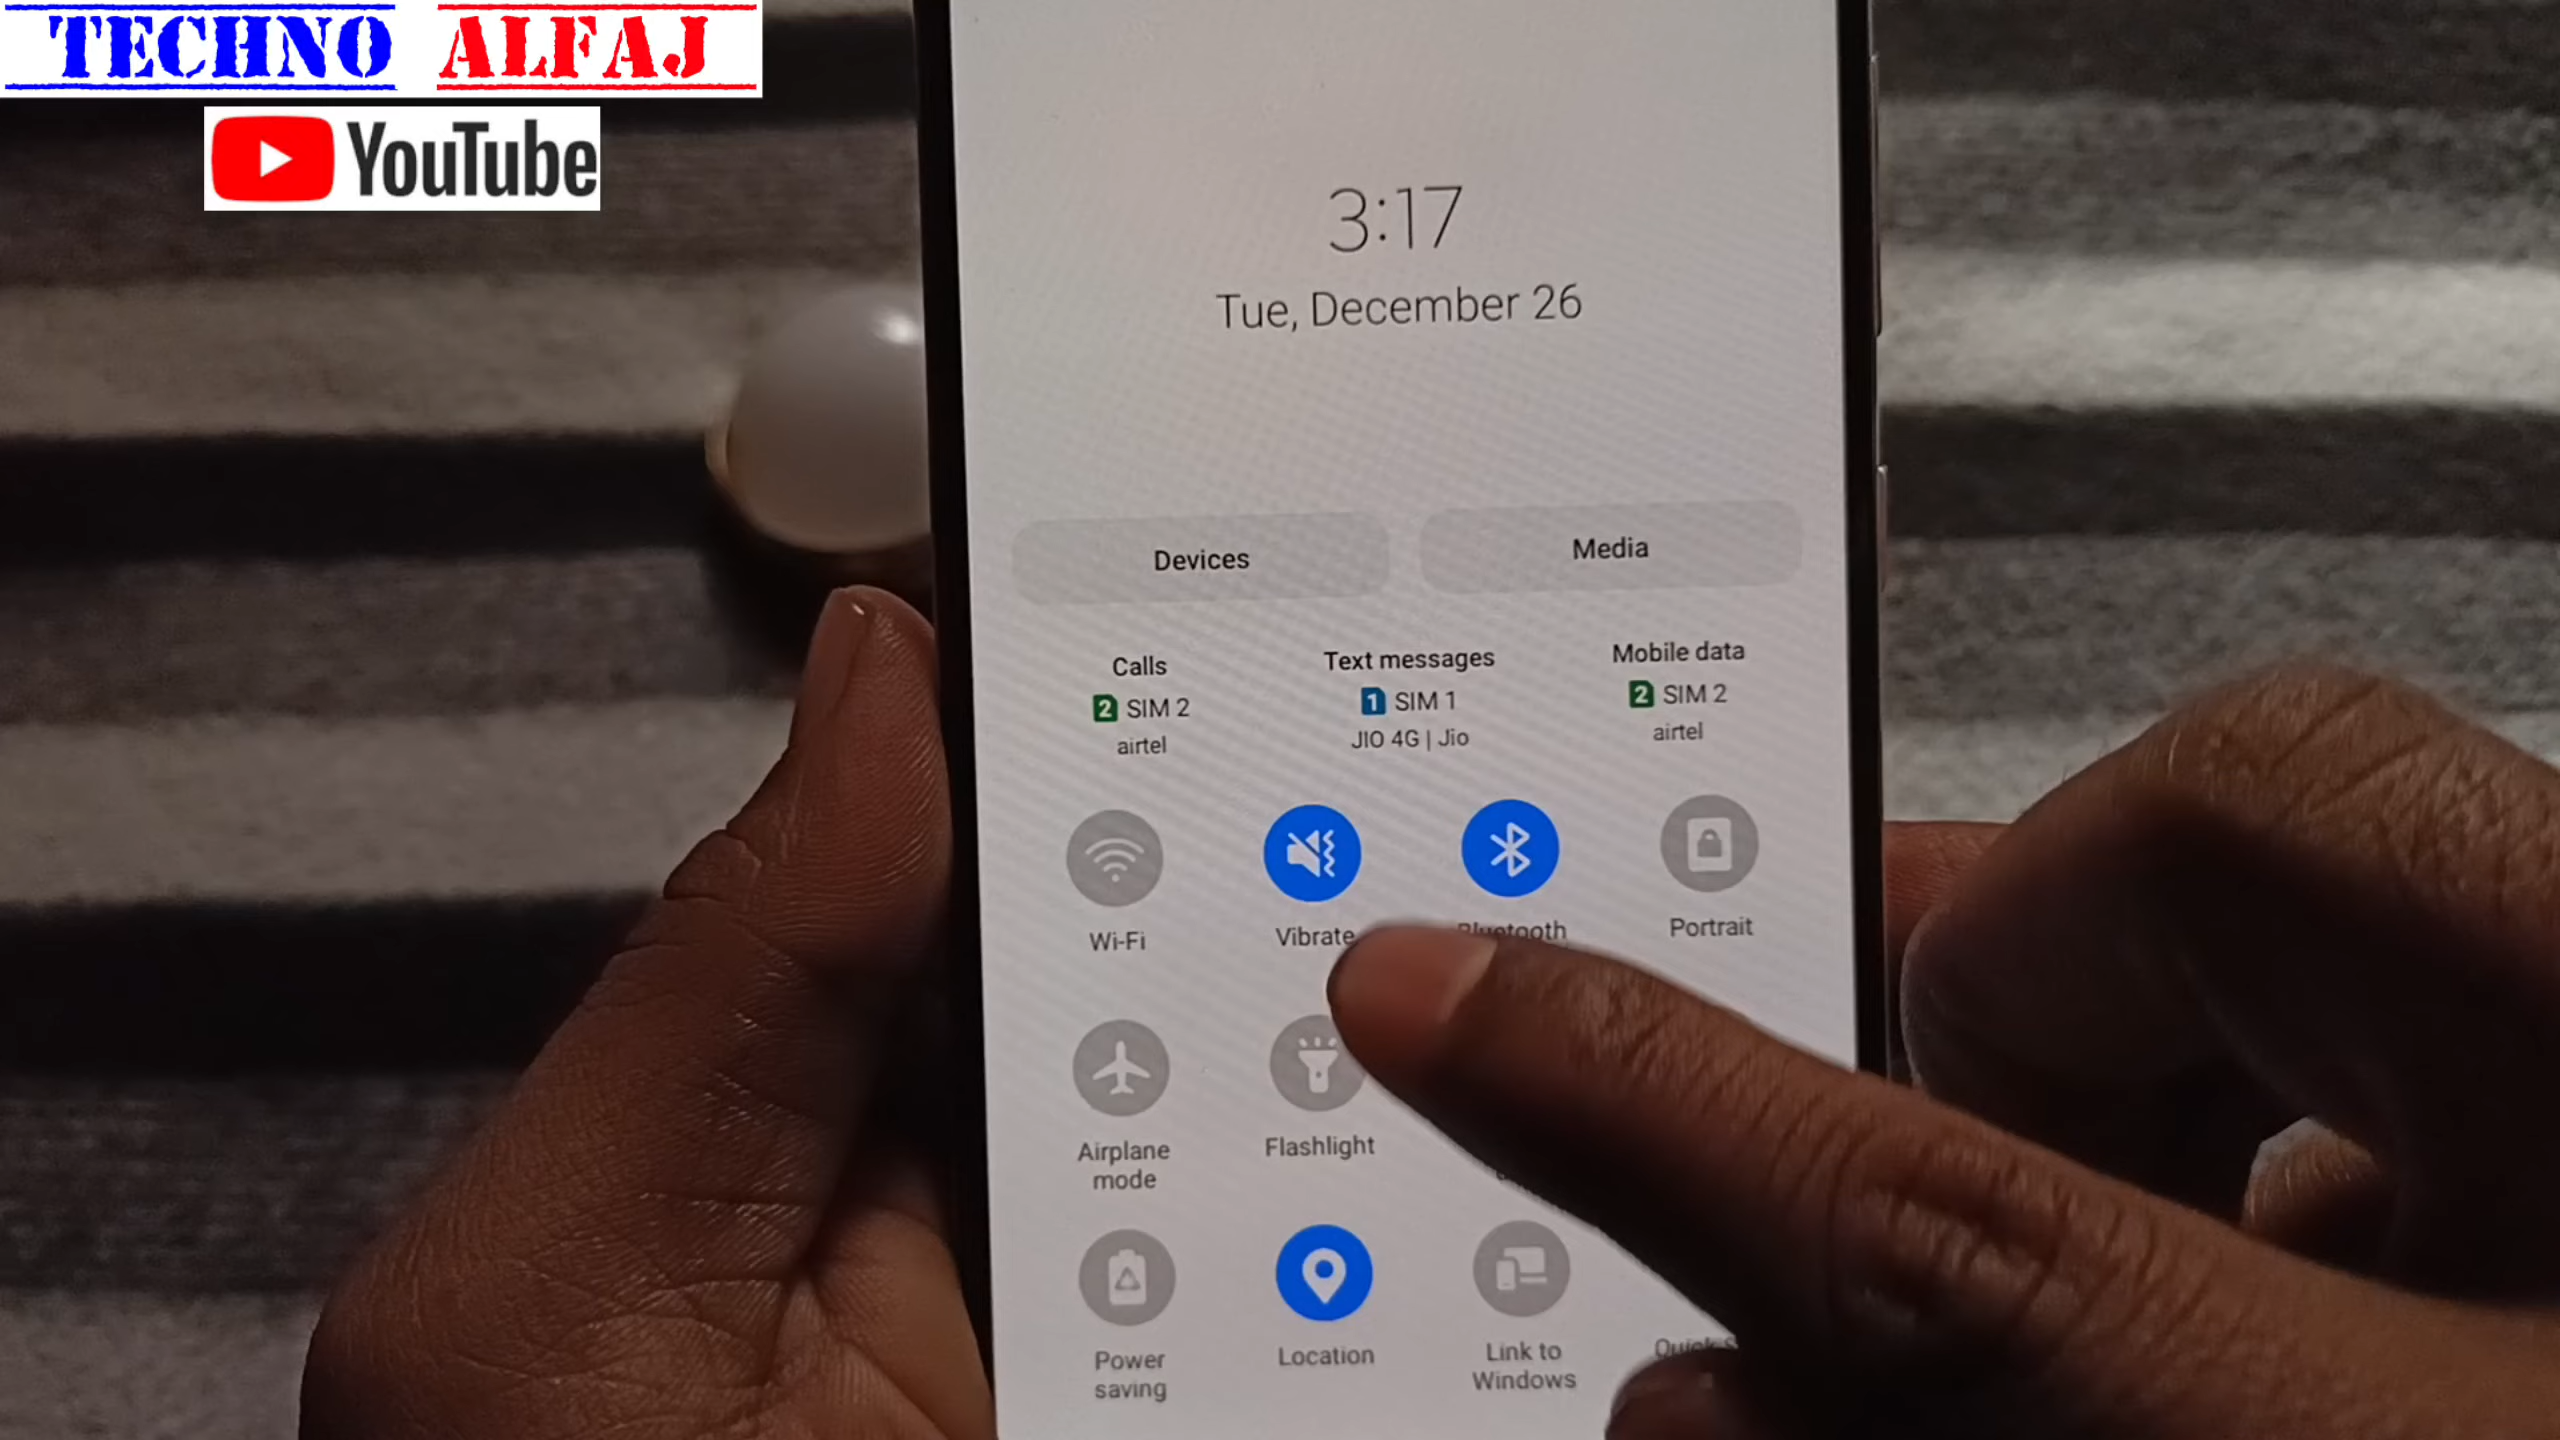 TECHNO ALFAJ
YouTube
3:17
Tue, December 26
Devices
Media
Calls
Text messages
Mobile data
2 SIM 2
1 SIM 1
2 SIM 2
airtel
JIO 4G | Jio
airtel
Wi-Fi
Vibrate
Bluetooth
Portrait
Airplane
mode
Flashlight
Power
saving
Location
Link to
Windows
Quick S